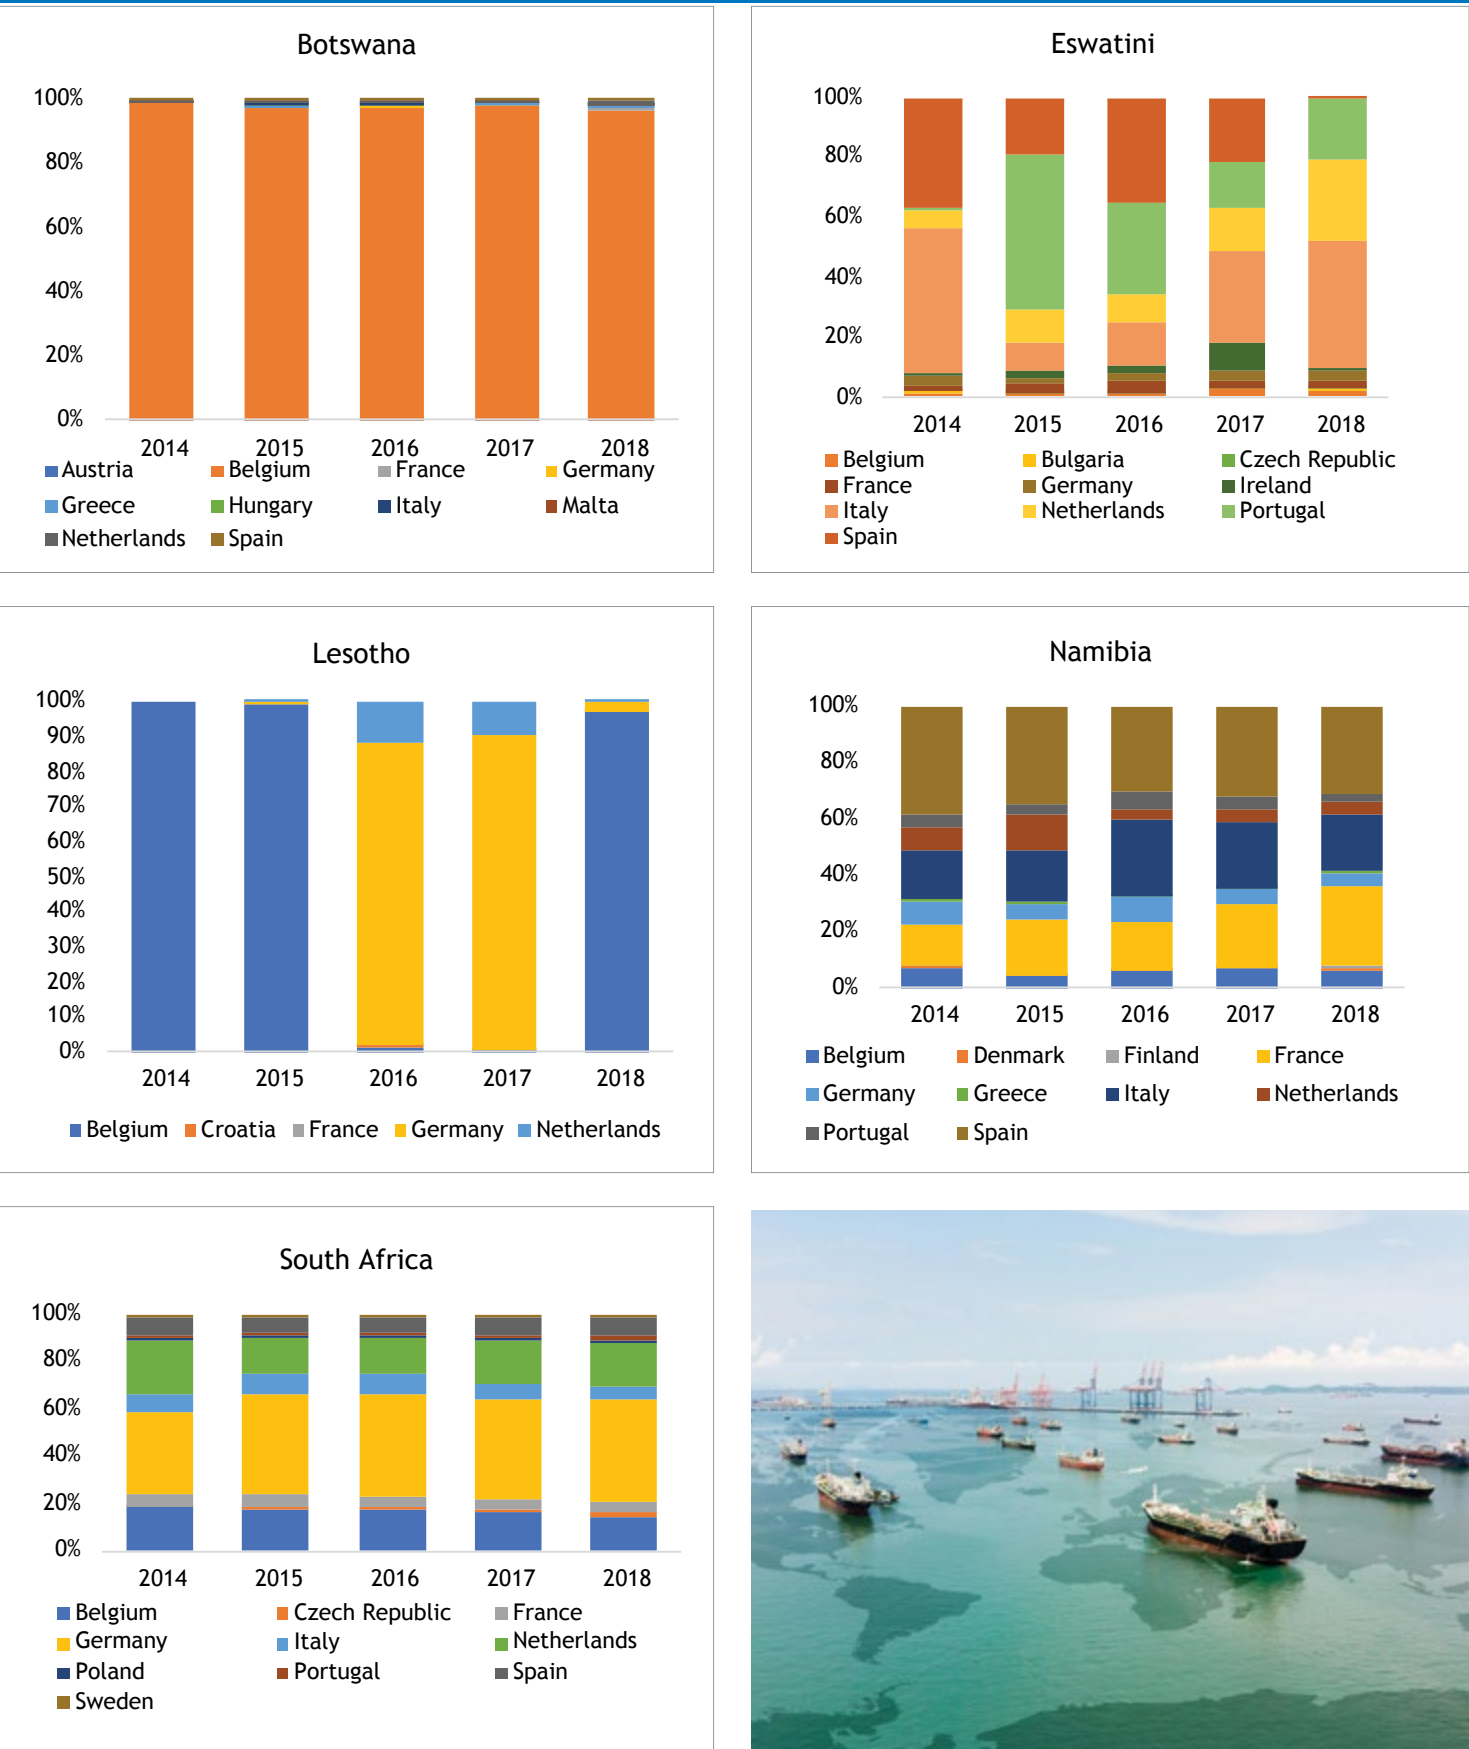 Botswana
100%
80%
60%
40%
20%
0%
2014 2015 2016 2017 2018
Austria Belgium France Germany
Greece Hungary Italy Malta
Netherlands Spain
Eswatini
100%
80%
60%
40%
20%
0%
2014 2015 2016 2017 2018
Belgium Bulgaria Czech Republic
France Germany Ireland
Italy Netherlands Portugal
Spain
Lesotho
100%
90%
80%
70%
60%
50%
40%
30%
20%
10%
0%
2014 2015 2016 2017 2018
Belgium Croatia France Germany Netherlands
Namibia
100%
80%
60%
40%
20%
0%
2014 2015 2016 2017 2018
Belgium Denmark Finland France
Germany Greece Italy Netherlands
Portugal Spain
South Africa
100%
80%
60%
40%
20%
0%
2014 2015 2016 2017 2018
Belgium Czech Republic France
Germany Italy Netherlands
Poland Portugal Spain
Sweden